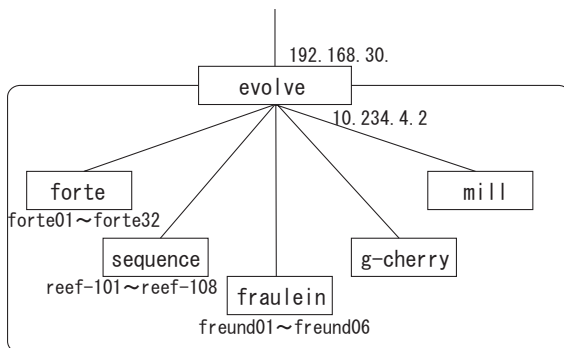 192.168.30.
evolve
10.234.4.2
forte
mill
forte01～forte32
sequence
g-cherry
reef-101～reef-108
fraulein
freund01～freund06